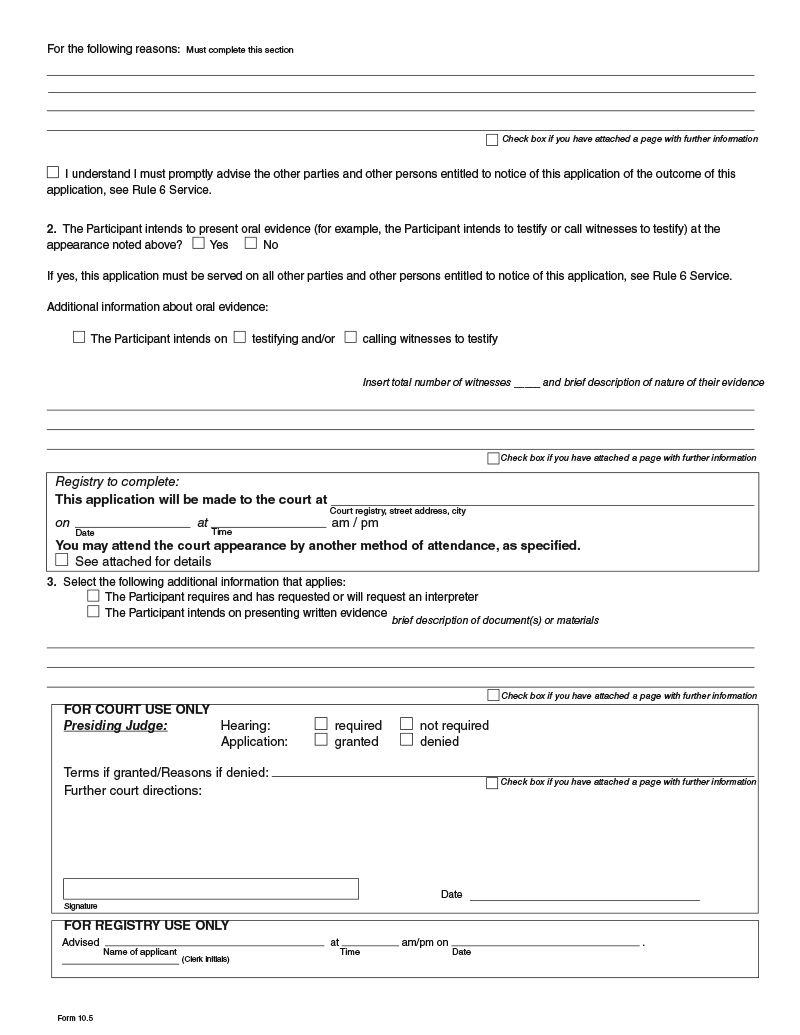 For the following reasons: Must complete this section
Check box if you have attached a page with further information
I understand I must promptly advise the other parties and other persons entitled to notice of this application of the outcome of this
application, see Rule 6 Service.
2. The Participant intends to present oral evidence (for example, the Participant intends to testify or call witnesses to testify) at the
appearance noted above? Yes No
If yes, this application must be served on all other parties and other persons entitled to notice of this application, see Rule 6 Service.
Additional information about oral evidence:
The Participant intends on testifying and/or calling witnesses to testify
Insert total number of witnesses _____ and brief description of nature of their evidence
Check box if you have attached a page with further information
Registry to complete:
This application will be made to the court at
Court registry, street address, city
on at am / pm
Date Time
You may attend the court appearance by another method of attendance, as specified.
See attached for details
3. Select the following additional information that applies:
The Participant requires and has requested or will request an interpreter
The Participant intends on presenting written evidence
brief description of document(s) or materials
Check box if you have attached a page with further information
FOR COURT USE ONLY
Presiding Judge: Hearing: required not required
Application: granted denied
Terms if granted/Reasons if denied:
Check box if you have attached a page with further information
Further court directions:
Date
Signature
FOR REGISTRY USE ONLY
Advised at am/pm on .
Name of applicant Time Date
(Clerk Initials)
Form 10.5